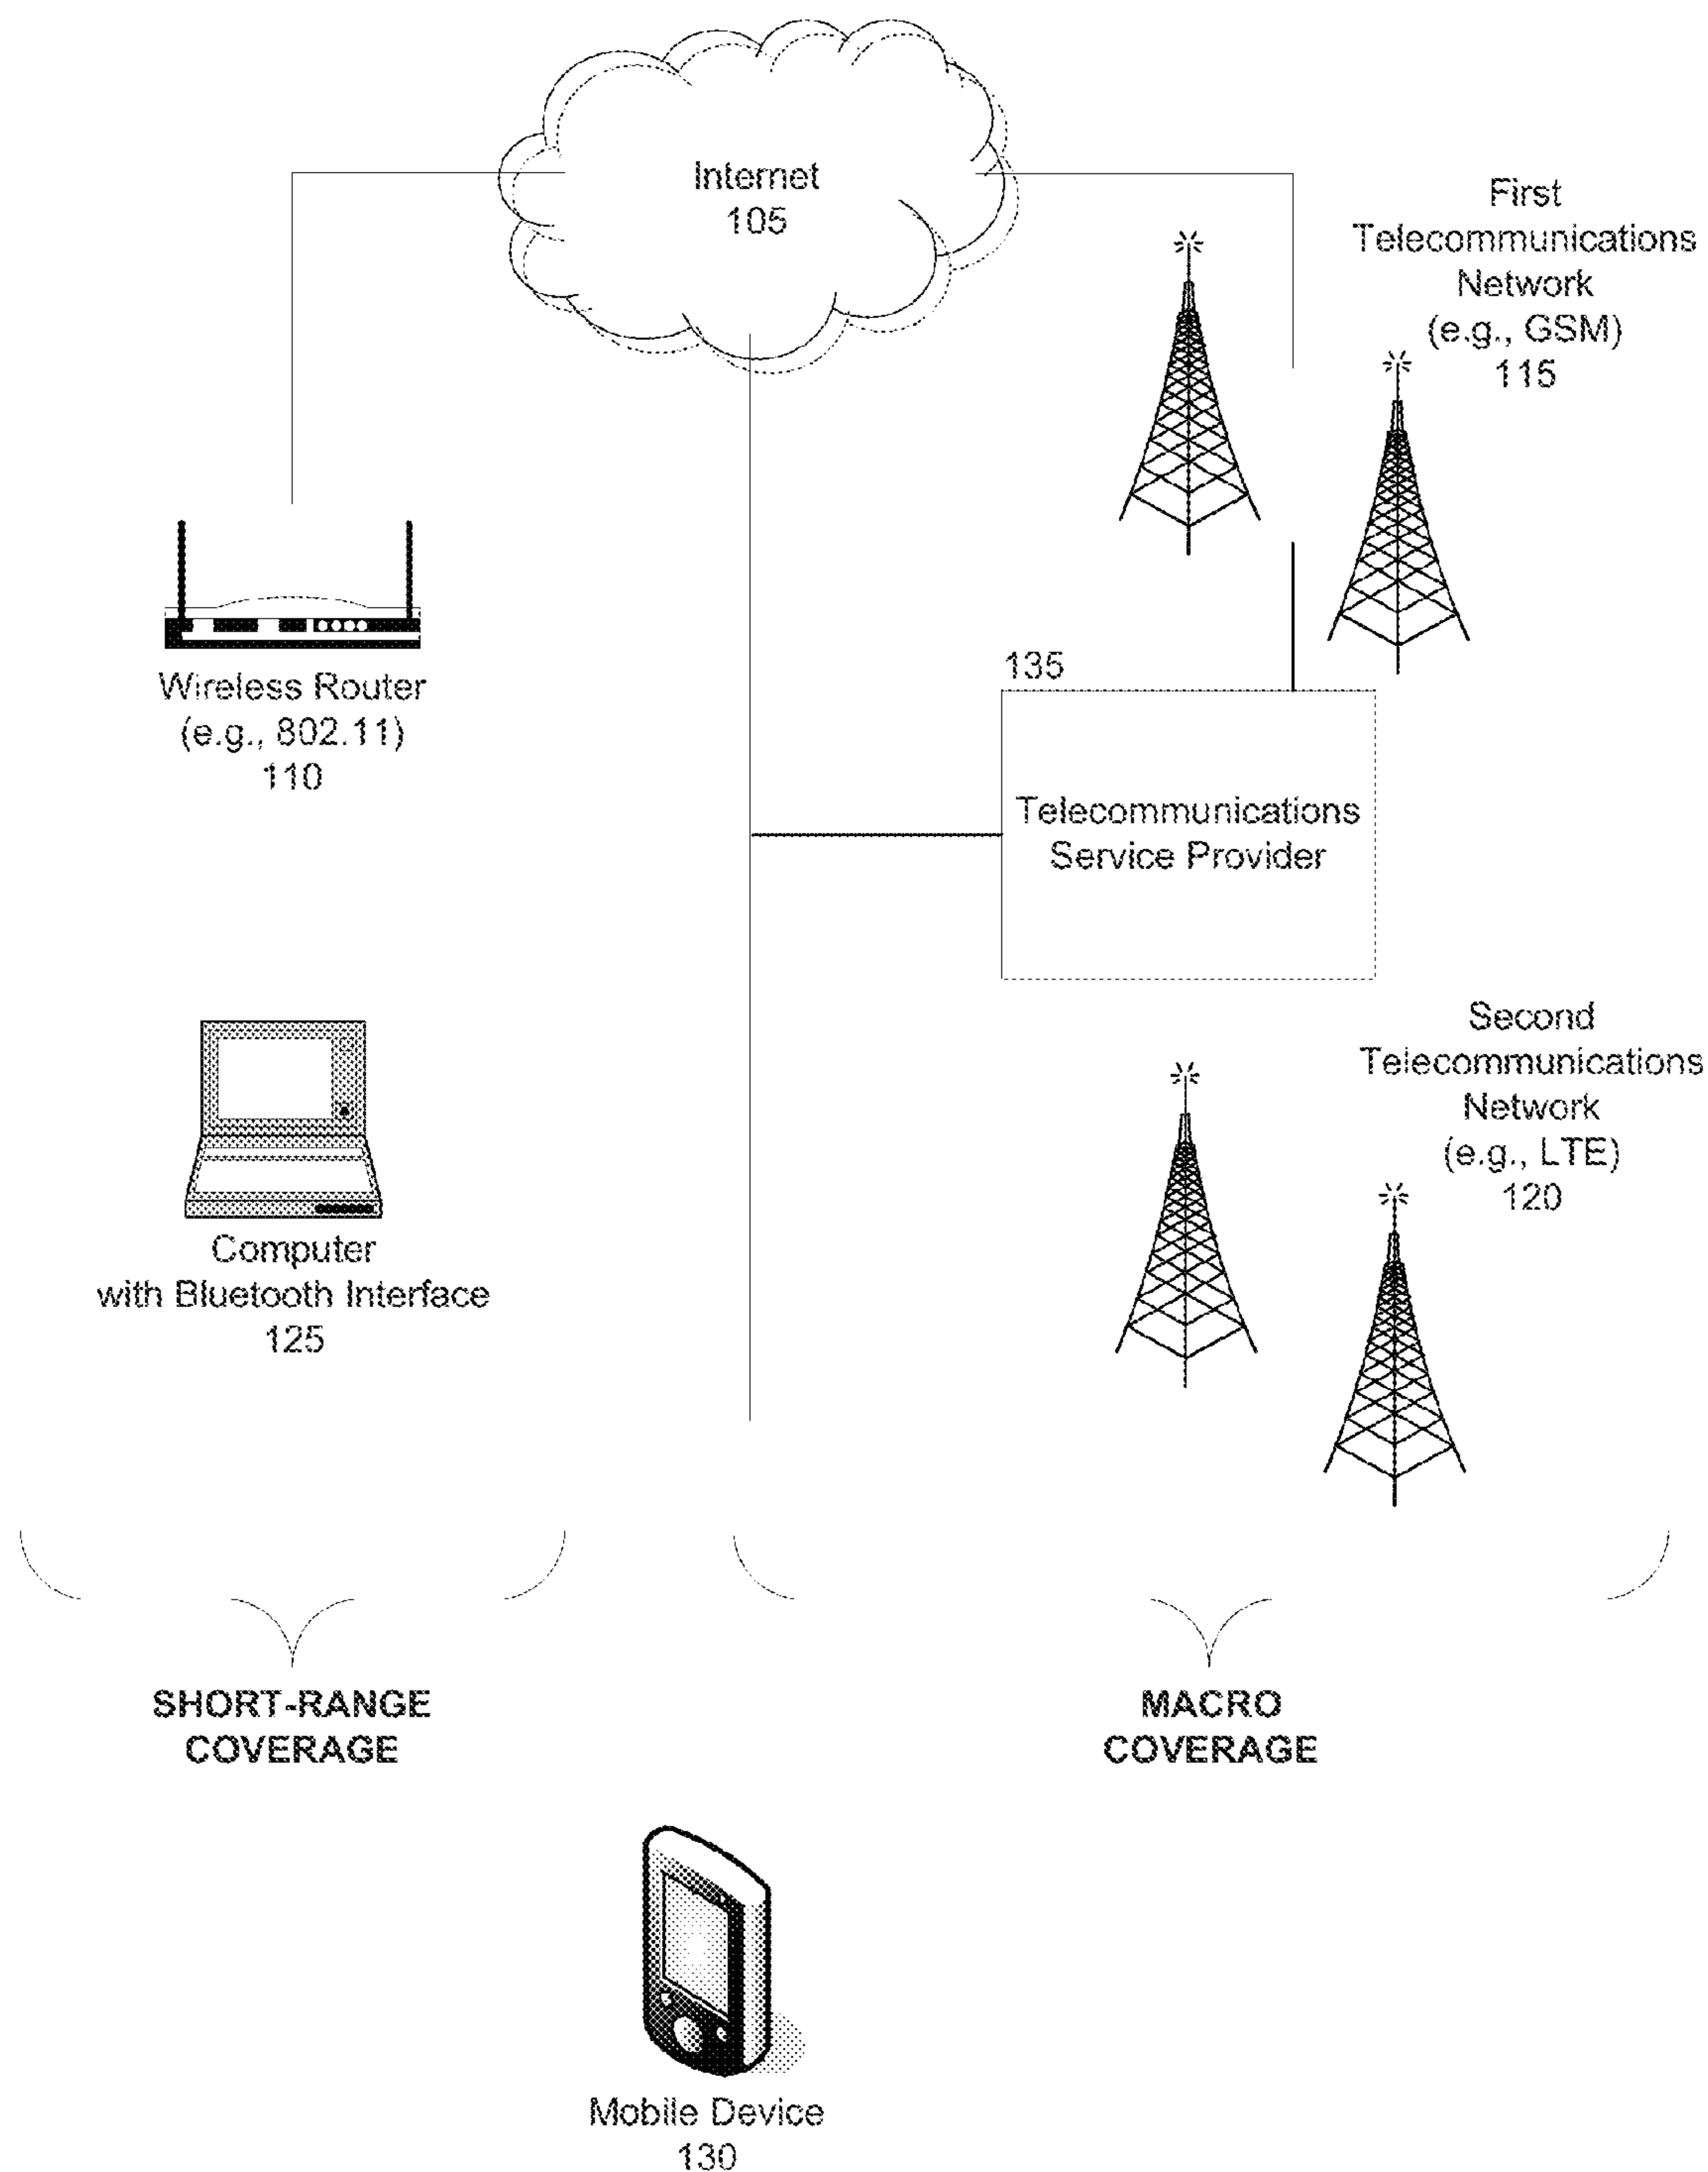 Internet
105
First
Telecommunications
Network
(e.g., GSM)
115
Wireless Router
(e.g., 802.11)
110
135
Telecommunications
Service Provider
Computer
with Bluetooth Interface
125
Second
Telecommunications
Network
(e.g., LTE)
120
SHORT-RANGE
COVERAGE
MACRO
COVERAGE
Mobile Device
130